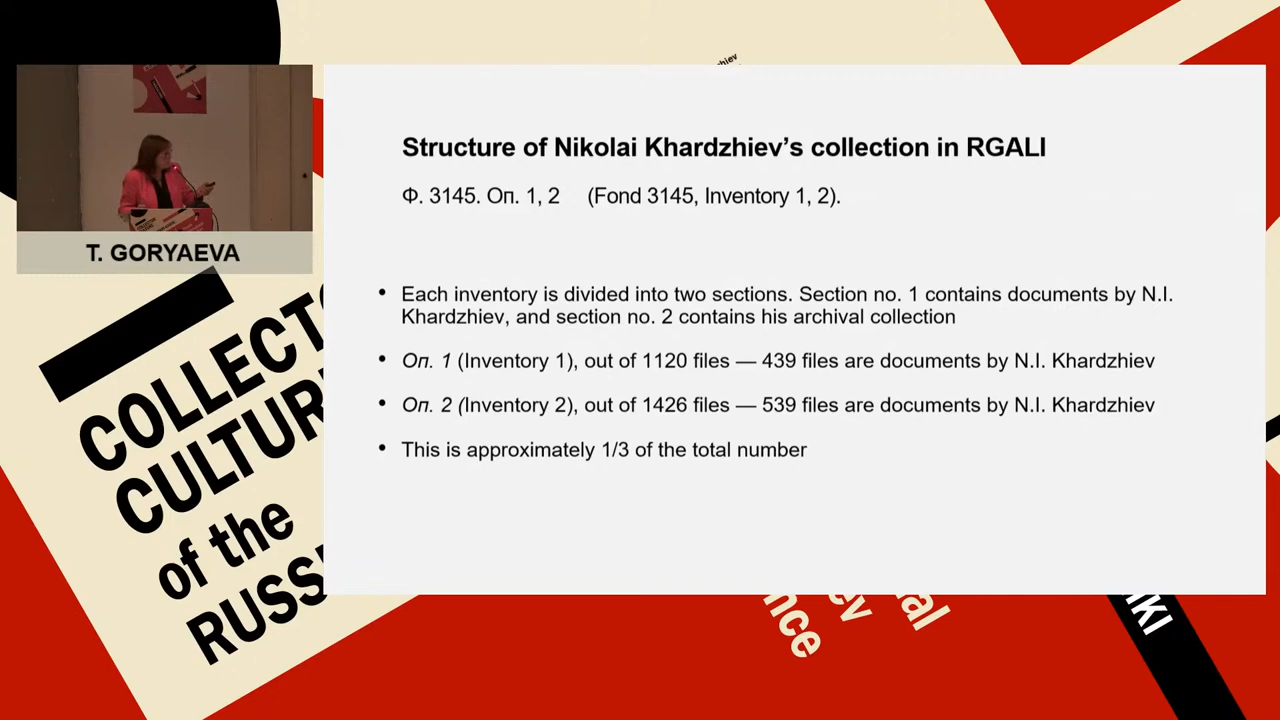 Structure of Nikolai Khardzhiev’s collection in RGALI
Ф. 3145. Оп. 1, 2 (Fond 3145, Inventory 1, 2).
• Each inventory is divided into two sections. Section no. 1 contains documents by N.I.
Khardzhiev, and section no. 2 contains his archival collection
• Оп. 1 (Inventory 1), out of 1120 files — 439 files are documents by N.I. Khardzhiev
• Оп. 2 (Inventory 2), out of 1426 files — 539 files are documents by N.I. Khardzhiev
• This is approximately 1/3 of the total number
T. GORYAEVA
COLLECT
CULTUR
of the
RUSS